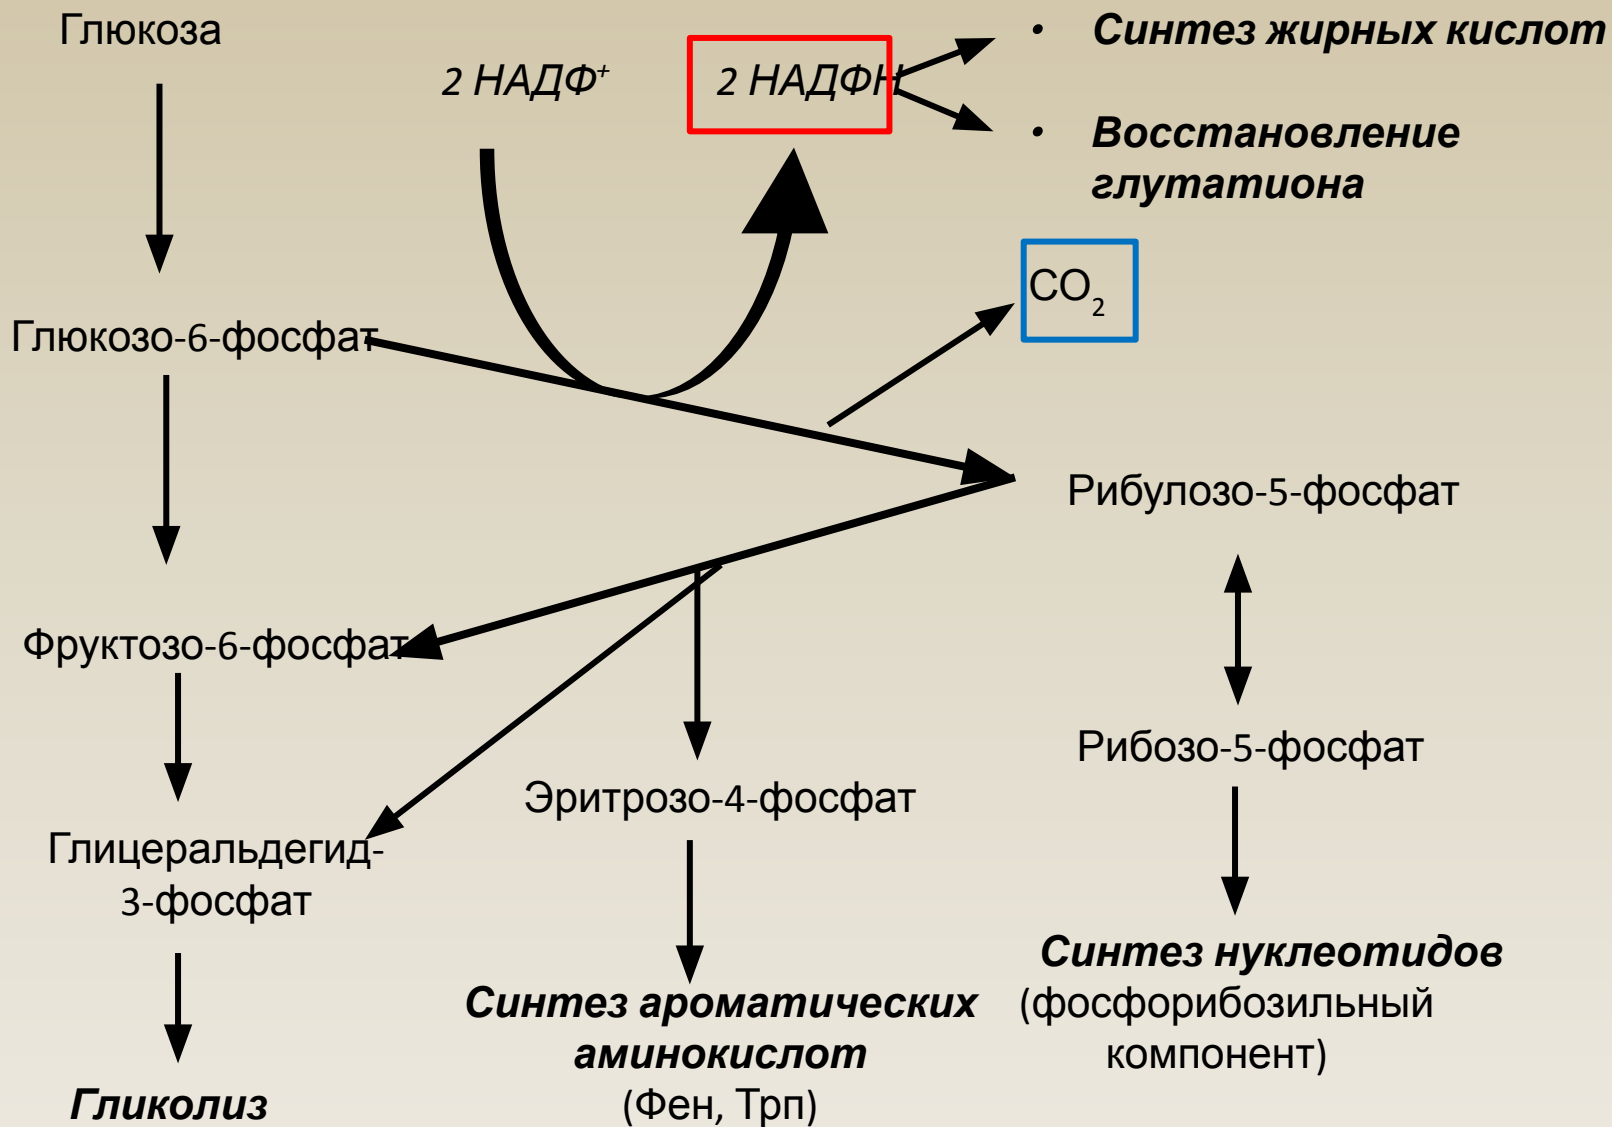 Глюкоза
2 НАДФ⁺
2 НАДФН
• Синтез жирных кислот
• Восстановление
глутатиона
CO₂
Глюкозо-6-фосфат
Рибулозо-5-фосфат
Фруктозо-6-фосфат
Рибозо-5-фосфат
Эритрозо-4-фосфат
Глицеральдегид-
3-фосфат
Синтез нуклеотидов
(фосфорибозильный
компонент)
Синтез ароматических
аминокислот
(Фен, Трп)
Гликолиз